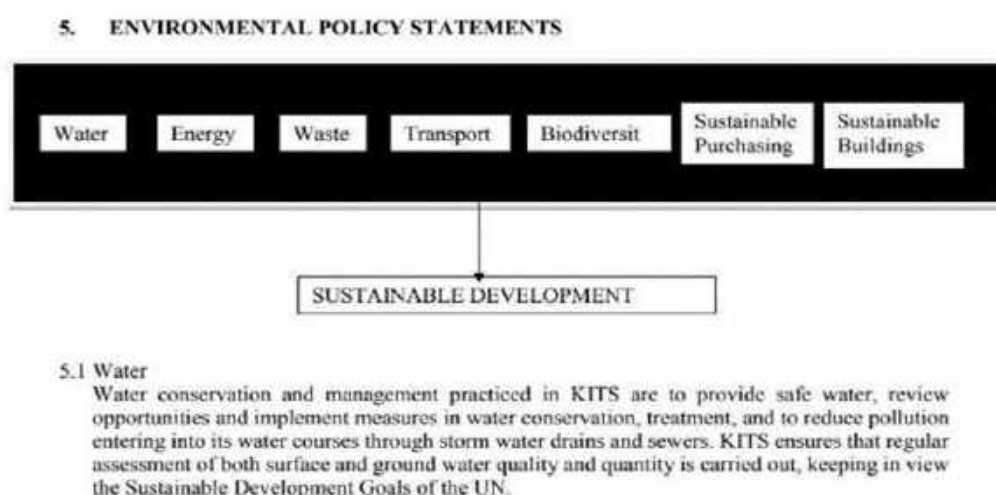 5. ENVIRONMENTAL POLICY STATEMENTS
Water Energy Waste Transport Biodiversit Sustainable Purchasing Sustainable Buildings
SUSTAINABLE DEVELOPMENT
5.1 Water
Water conservation and management practiced in KITS are to provide safe water, review
opportunities and implement measures in water conservation, treatment, and to reduce pollution
entering into its water courses through storm water drains and sewers. KITS ensures that regular
assessment of both surface and ground water quality and quantity is carried out, keeping in view
the Sustainable Development Goals of the UN.